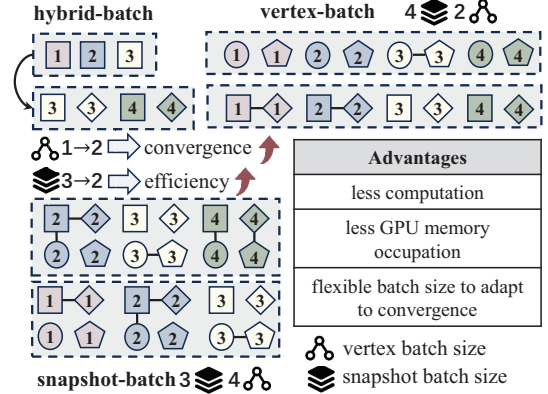 hybrid-batch
vertex-batch 4 2
1 2 3
3 3 4 4
1 1 2 2 3 3 4 4
1 1 2 2 3 3 4 4
1→2 convergence
3→2 efficiency
2 2 3 3 4 4
2 2 3 3 4 4
1 1 2 2 3 3
1 1 2 2 3 3
snapshot-batch 3 4
Advantages
less computation
less GPU memory
occupation
flexible batch size to adapt
to convergence
vertex batch size
snapshot batch size